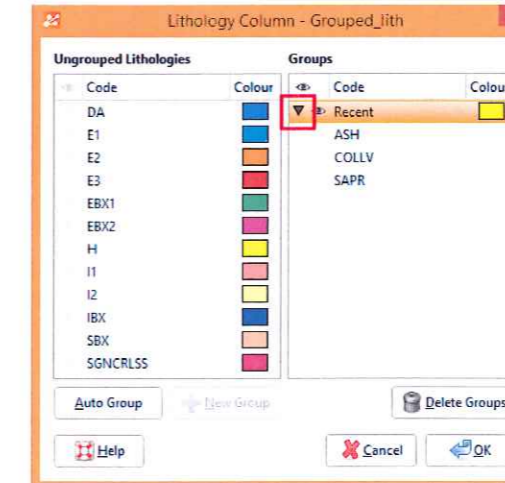 Lithology Column - Grouped_lith
Ungrouped Lithologies
Groups
Code Colour
Code Colou
DA
E1
E2
E3
EBX1
EBX2
H
I1
I2
IBX
SBX
SGNCRLSS
Recent
ASH
COLLV
SAPR
Auto Group
New Group
Delete Groups
Help
Cancel
OK